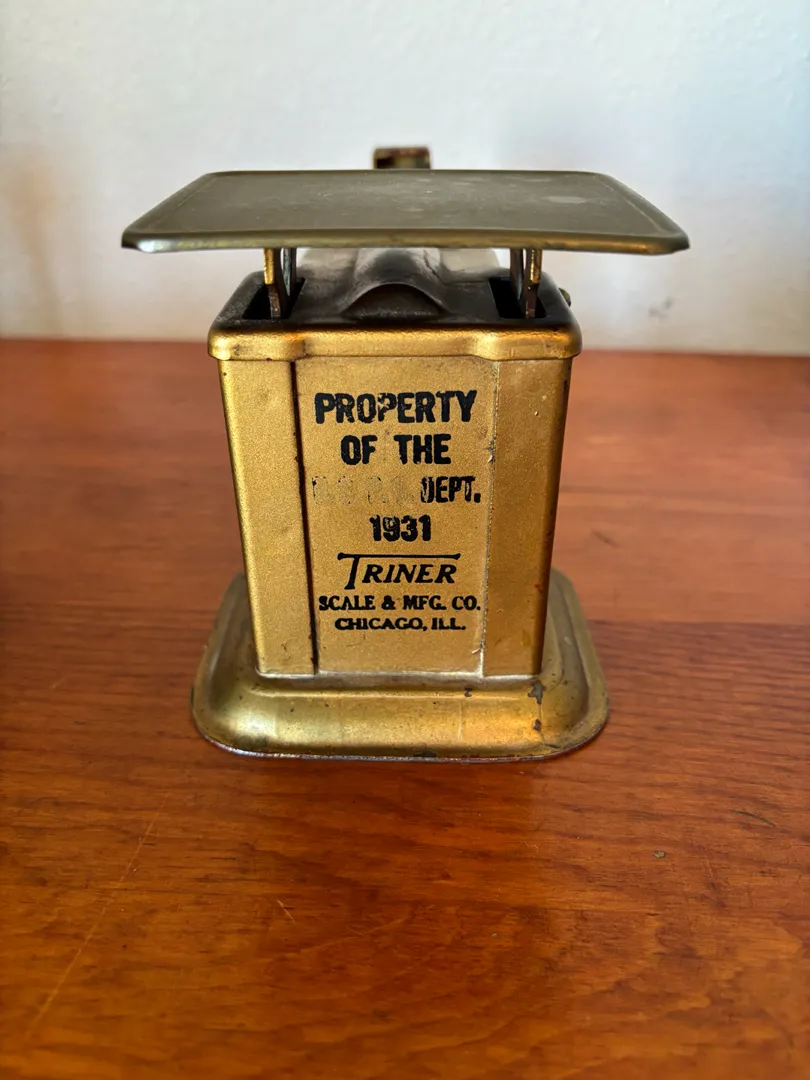 PROPERTY
OF THE
DEPT.
1931
TRINER
SCALE & MFG. CO.
CHICAGO, ILL.